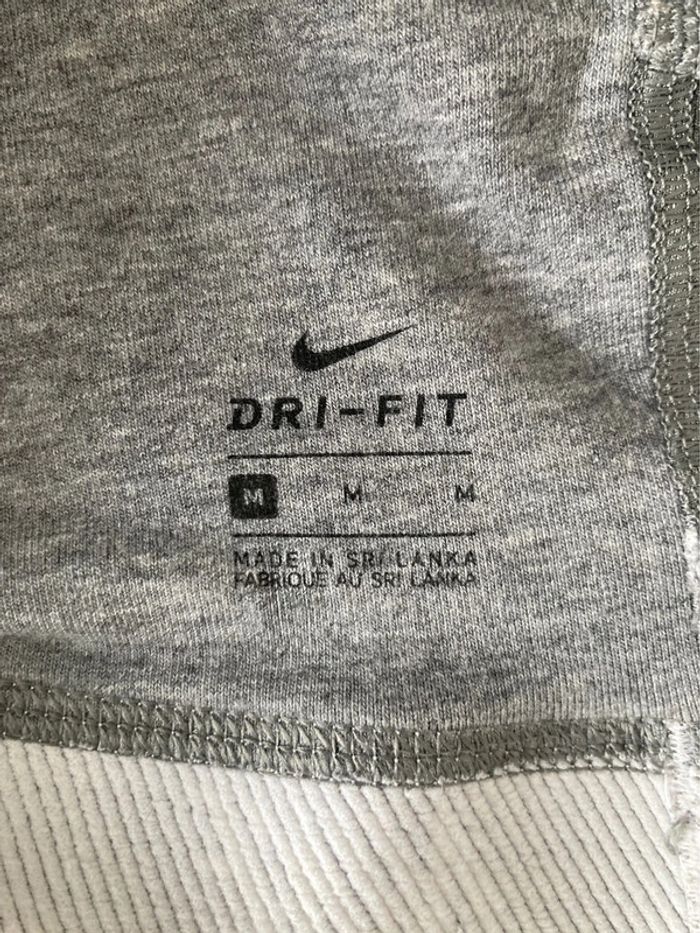 DRI-FIT
M M M
MADE IN SRI LANKA
FABRIQUE AU SRI LANKA